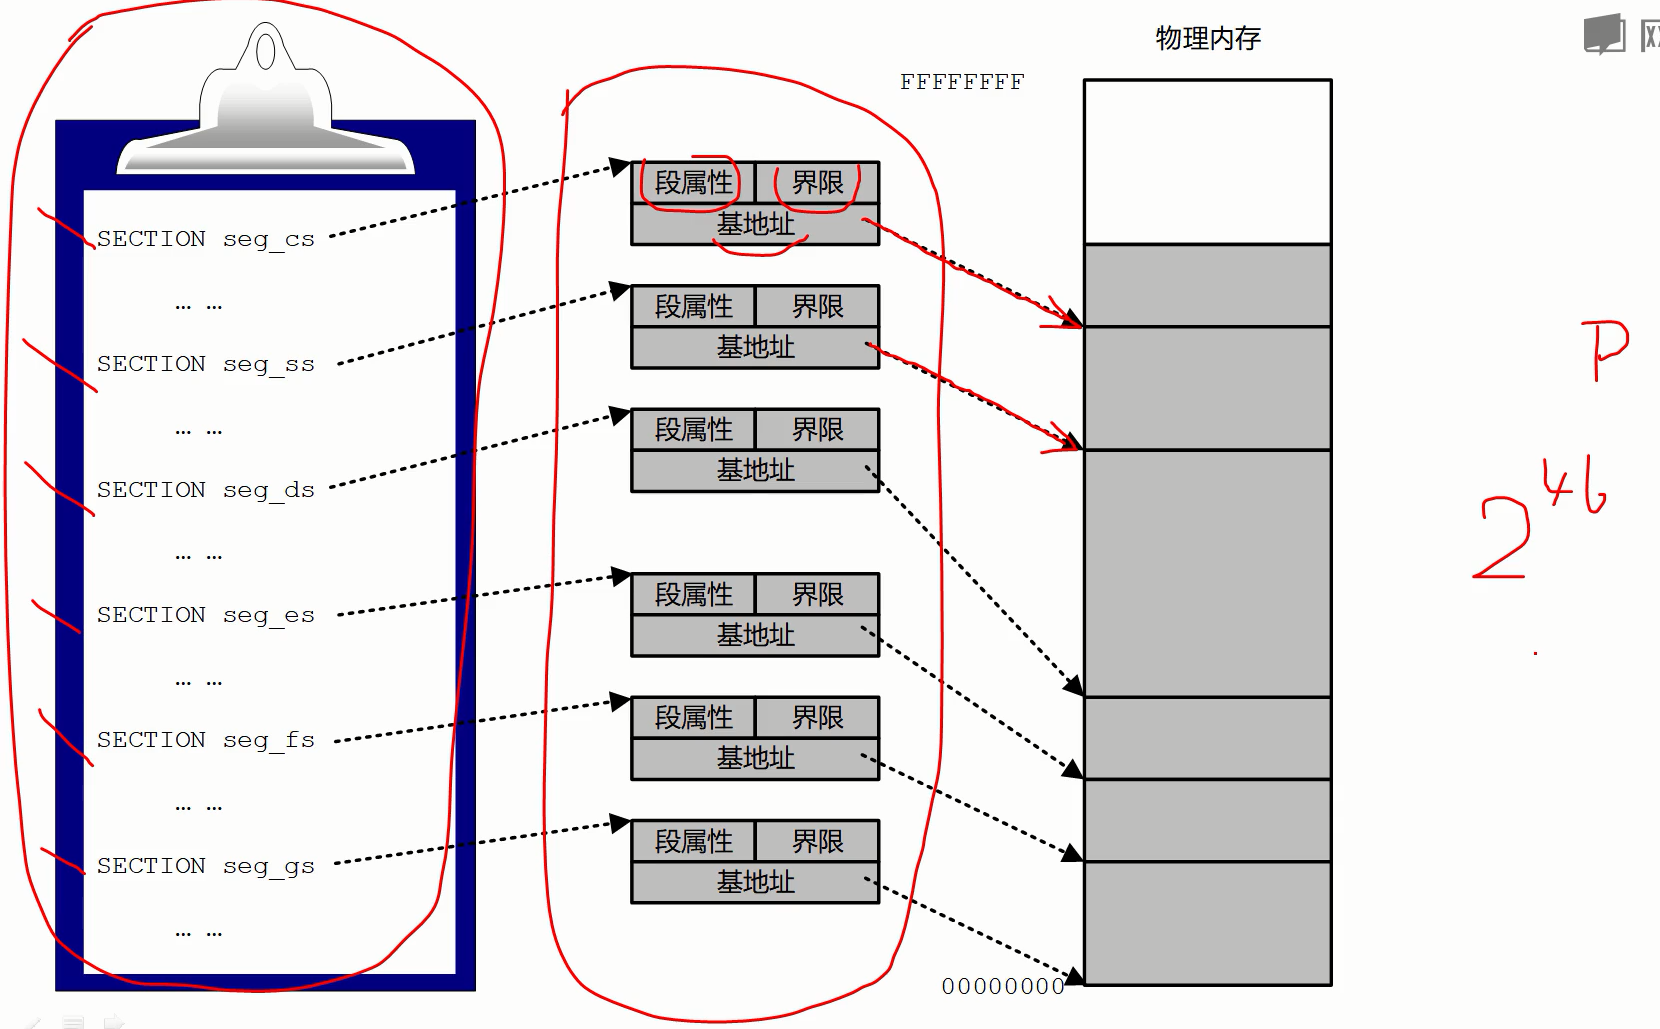 物理内存
FFFFFFFF
段属性 界限
基地址
SECTION seg_cs
… …
段属性 界限
基地址
SECTION seg_ss
… …
段属性 界限
基地址
SECTION seg_ds
… …
段属性 界限
基地址
SECTION seg_es
… …
段属性 界限
基地址
SECTION seg_fs
… …
段属性 界限
基地址
SECTION seg_gs
… …
00000000
P
2^46